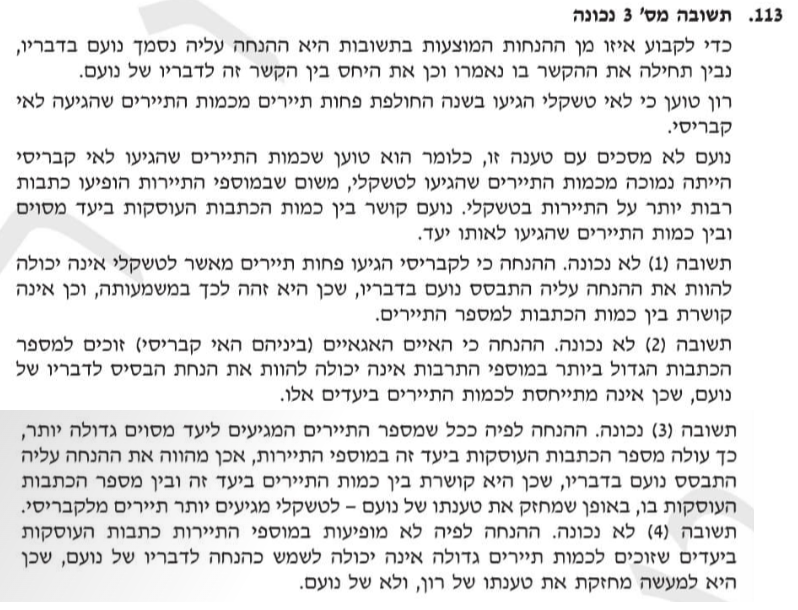 113. תשובה מס' 3 נכונה.
כדי לקבוע איזו מן ההנחות המוצעות בתשובות היא ההנחה עליה נסמך נועם בדבריו,
נבין תחילה את ההקשר בו נאמרו וכן את היחס בין הקשר זה לדבריו של נועם.
רון טוען כי לאי טשקלי הגיעו בשנה החולפת פחות תיירים מכמות התיירים שהגיעה לאי
קבריסי.
נועם לא מסכים עם טענה זו, כלומר הוא טוען שכמות התיירים שהגיעו לאי קבריסי
הייתה נמוכה מכמות התיירים שהגיעו לטשקלי, משום שבמוספי התיירות הופיעו כתבות
רבות יותר על התיירות בטשקלי. נועם קושר בין כמות הכתבות העוסקות ביעד מסוים
ובין כמות התיירים שהגיעו לאותו יעד.
תשובה (1) לא נכונה. ההנחה כי לקבריסי הגיעו פחות תיירים מאשר לטשקלי אינה יכולה
להוות את ההנחה עליה התבסס נועם בדבריו, שכן היא זהה לכך במשמעותה, וכן אינה
קושרת בין כמות הכתבות למספר התיירים.
תשובה (2) לא נכונה. ההנחה כי האיים האגאיים (ביניהם האי קבריסי) זוכים למספר
הכתבות הגדול ביותר במוספי התרבות אינה יכולה להוות את הנחת הבסיס לדבריו של
נועם, שכן אינה מתייחסת לכמות התיירים ביעדים אלו.
תשובה (3) נכונה. ההנחה לפיה ככל שמספר התיירים המגיעים ליעד מסוים גדולה יותר,
כך עולה מספר הכתבות העוסקות ביעד זה במוספי התיירות, אכן מהווה את ההנחה עליה
התבסס נועם בדבריו, שכן היא קושרת בין כמות התיירים ביעד זה ובין מספר הכתבות
העוסקות בו, באופן שמחזק את טענתו של נועם – לטשקלי מגיעים יותר תיירים מלקבריסי.
תשובה (4) לא נכונה. ההנחה לפיה לא מופיעות במוספי התיירות כתבות העוסקות
ביעדים שזוכים לכמות תיירים גדולה אינה יכולה לשמש כהנחה לדבריו של נועם, שכן
היא למעשה מחזקת את טענתו של רון, ולא של נועם.